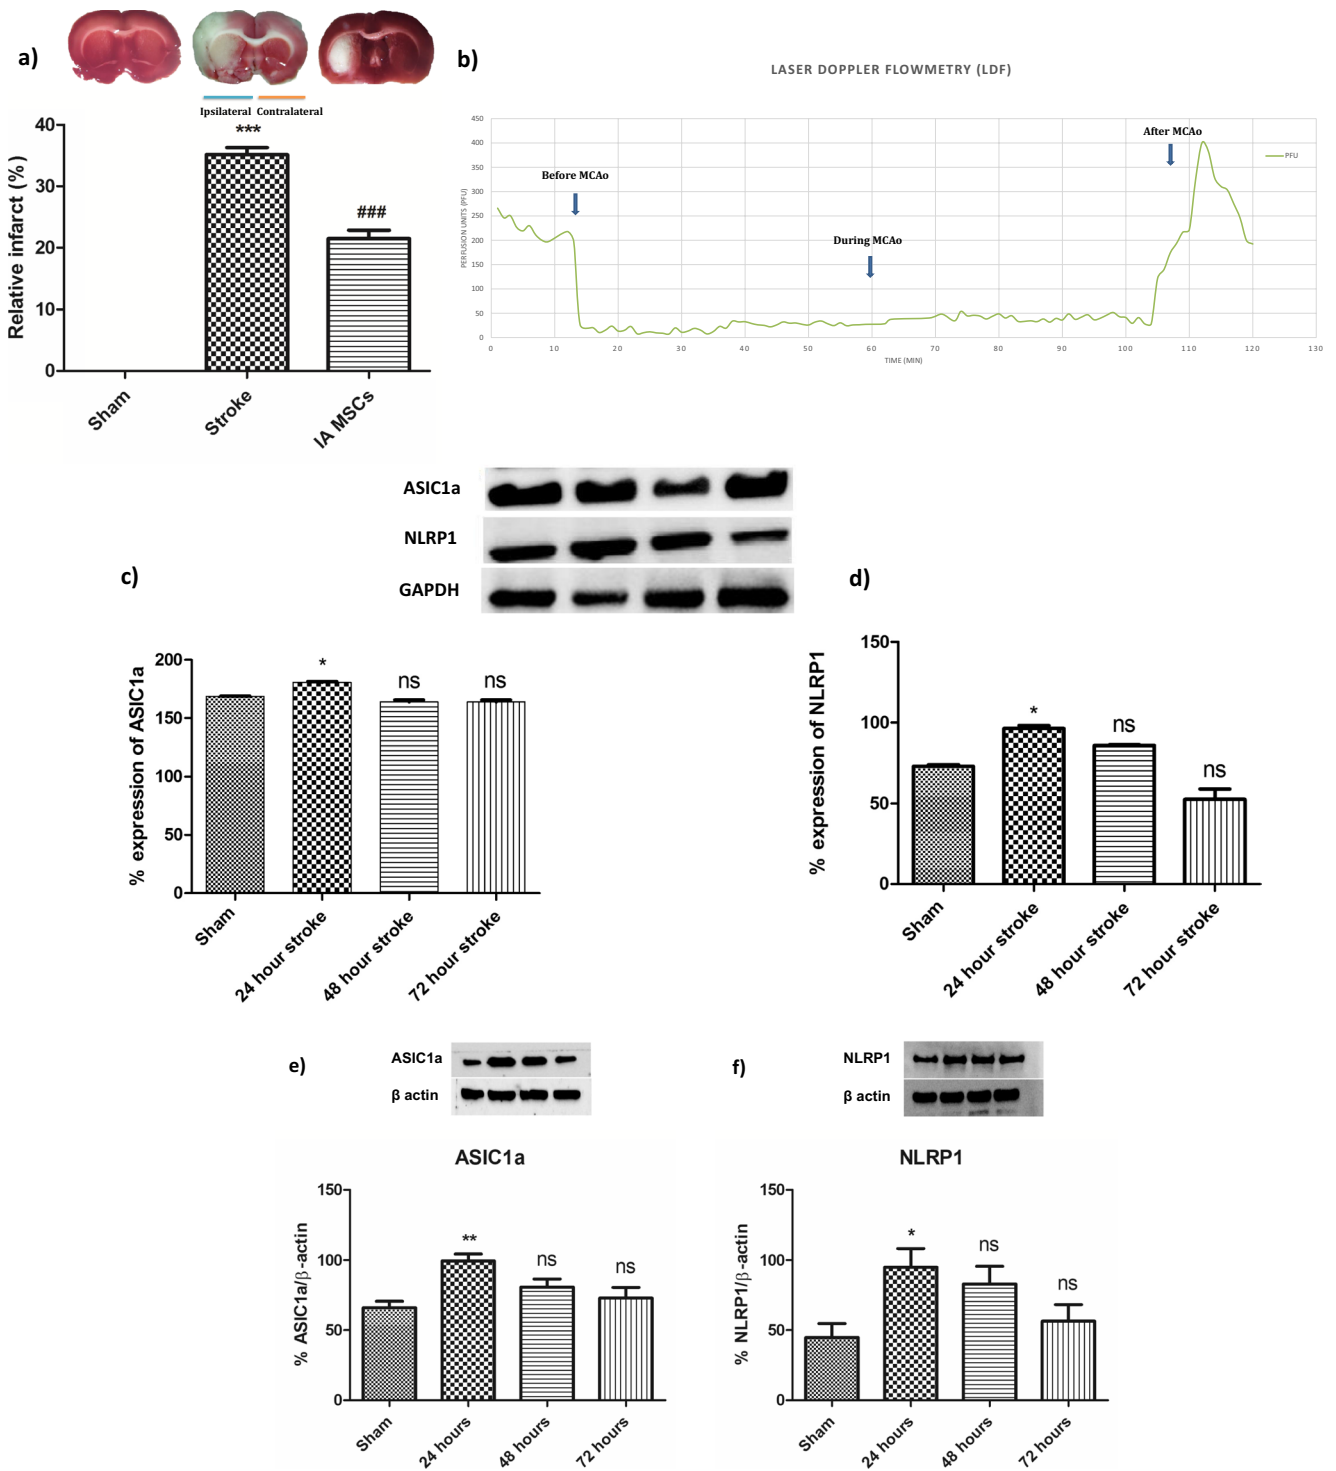 a)
Ipsilateral Contralateral
***
###
40
30
20
10
0
Relative infarct (%)
Sham
Stroke
IA MSCs
b)
LASER DOPPLER FLOWMETRY (LDF)
450
400
350
300
250
200
150
100
50
0
PERFUSION UNITS (PFU)
Before MCAo
During MCAo
After MCAo
PFU
0 10 20 30 40 50 60 70 80 90 100 110 120 130
TIME (MIN)
ASIC1a
NLRP1
GAPDH
c)
200
150
100
50
0
% expression of ASIC1a
*
ns
ns
Sham
24 hour stroke
48 hour stroke
72 hour stroke
d)
150
100
50
0
% expression of NLRP1
*
ns
ns
Sham
24 hour stroke
48 hour stroke
72 hour stroke
e)
ASIC1a
β actin
ASIC1a
150
100
50
0
% ASIC1a/β-actin
**
ns
ns
Sham
24 hours
48 hours
72 hours
f)
NLRP1
β actin
NLRP1
150
100
50
0
% NLRP1/β-actin
*
ns
ns
Sham
24 hours
48 hours
72 hours